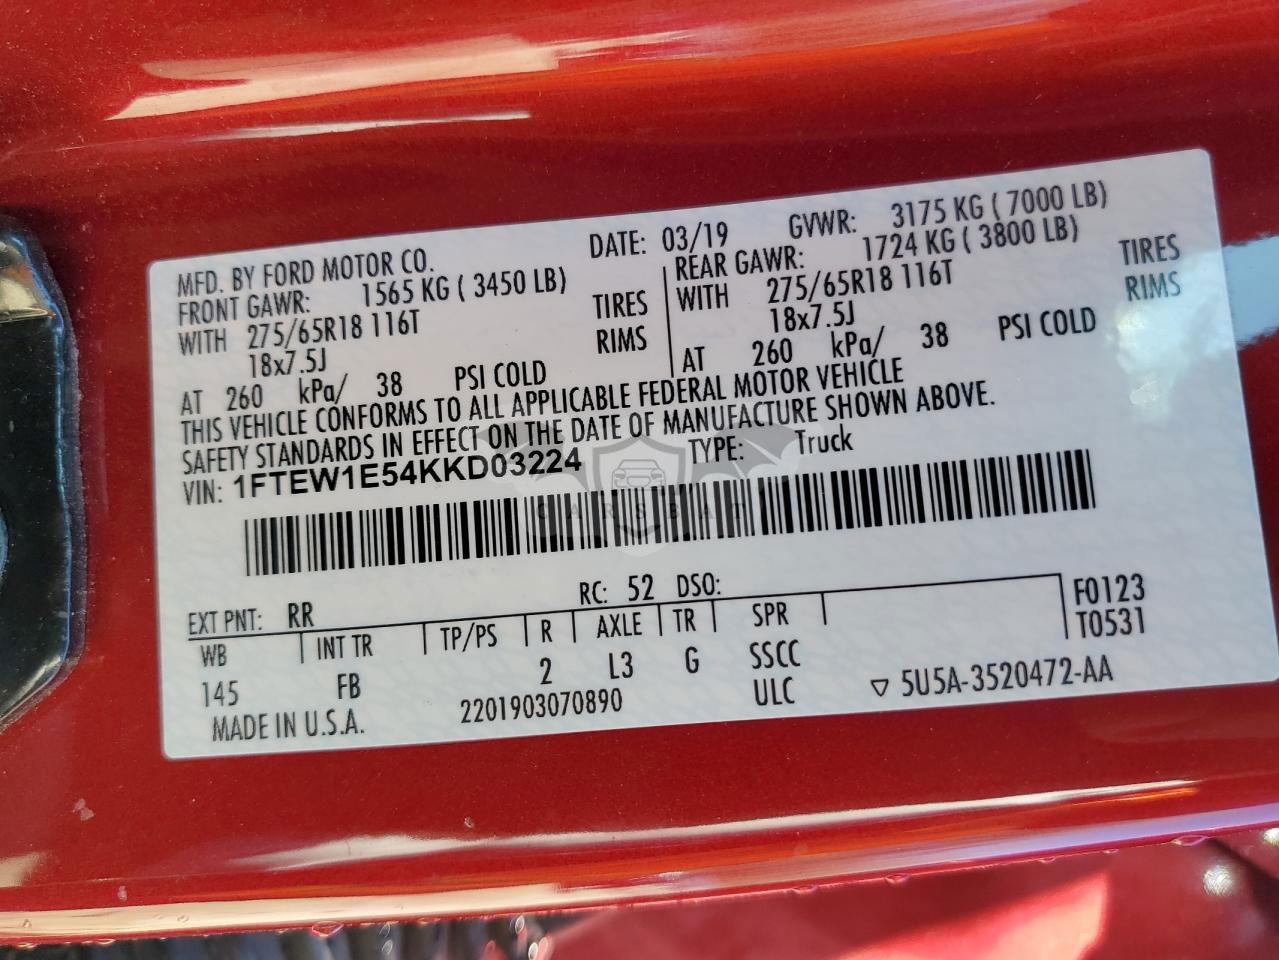 MFD. BY FORD MOTOR CO. DATE: 03/19 GVWR: 3175 KG ( 7000 LB)
FRONT GAWR: 1565 KG ( 3450 LB) REAR GAWR: 1724 KG ( 3800 LB)
WITH 275/65R18 116T TIRES WITH 275/65R18 116T TIRES
18x7.5J RIMS 18x7.5J RIMS
AT 260 kPa/ 38 PSI COLD AT 260 kPa/ 38 PSI COLD
THIS VEHICLE CONFORMS TO ALL APPLICABLE FEDERAL MOTOR VEHICLE
SAFETY STANDARDS IN EFFECT ON THE DATE OF MANUFACTURE SHOWN ABOVE.
VIN: 1FTEW1E54KKD03224 TYPE: Truck
CARSBAT
EXT PNT: RR RC: 52 DSO: F0123
WB INT TR TP/PS R AXLE TR SPR T0531
145 FB 2 L3 G SSCC
MADE IN U.S.A. 2201903070890 ULC ▽ 5U5A-3520472-AA